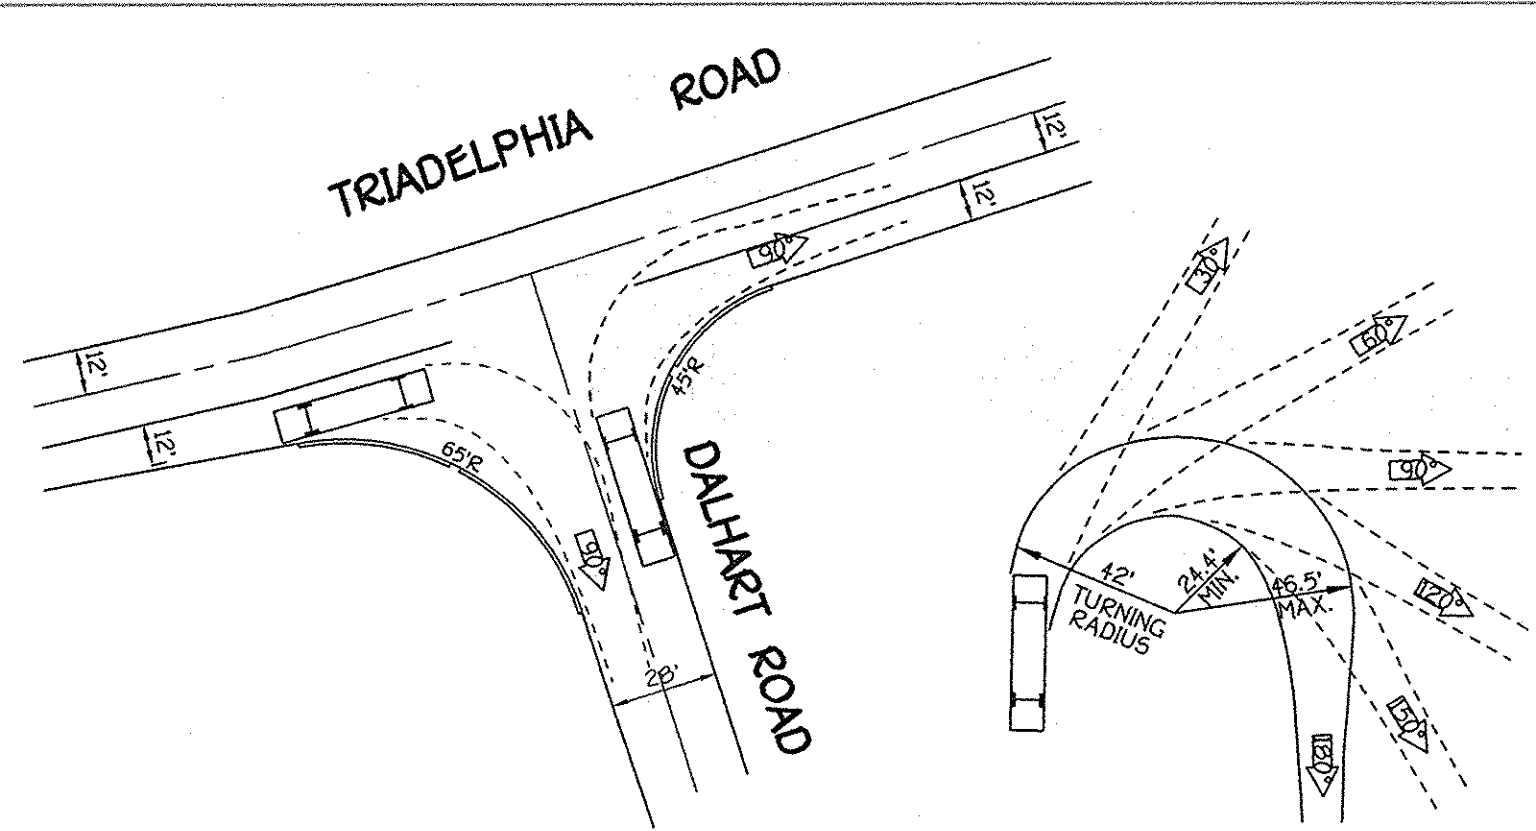 TRIADELPHIA ROAD
12'
12'
12'
12'
90°
45'R
65'R
90°
DALHART ROAD
28'
30°
60°
90°
120°
150°
180°
42'
TURNING
RADIUS
24.4'
MIN.
46.5'
MAX.